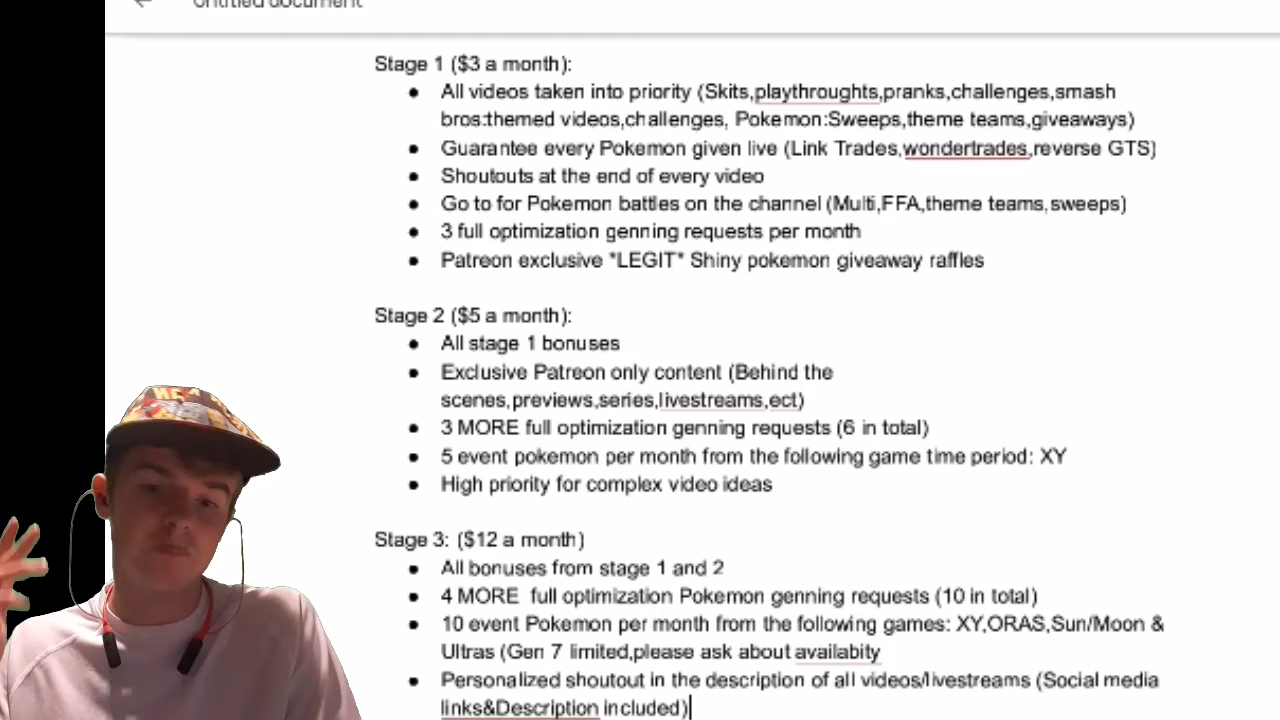 Untitled document
Stage 1 ($3 a month):
● All videos taken into priority (Skits,playthroughts,pranks,challenges,smash
bros:themed videos,challenges, Pokemon:Sweeps,theme teams,giveaways)
● Guarantee every Pokemon given live (Link Trades,wondertrades,reverse GTS)
● Shoutouts at the end of every video
● Go to for Pokemon battles on the channel (Multi,FFA,theme teams,sweeps)
● 3 full optimization genning requests per month
● Patreon exclusive *LEGIT* Shiny pokemon giveaway raffles
Stage 2 ($5 a month):
● All stage 1 bonuses
● Exclusive Patreon only content (Behind the
scenes,previews,series,livestreams,ect)
● 3 MORE full optimization genning requests (6 in total)
● 5 event pokemon per month from the following game time period: XY
● High priority for complex video ideas
Stage 3: ($12 a month)
● All bonuses from stage 1 and 2
● 4 MORE  full optimization Pokemon genning requests (10 in total)
● 10 event Pokemon per month from the following games: XY,ORAS,Sun/Moon &
Ultras (Gen 7 limited,please ask about availabity
● Personalized shoutout in the description of all videos/livestreams (Social media
links&Description included)